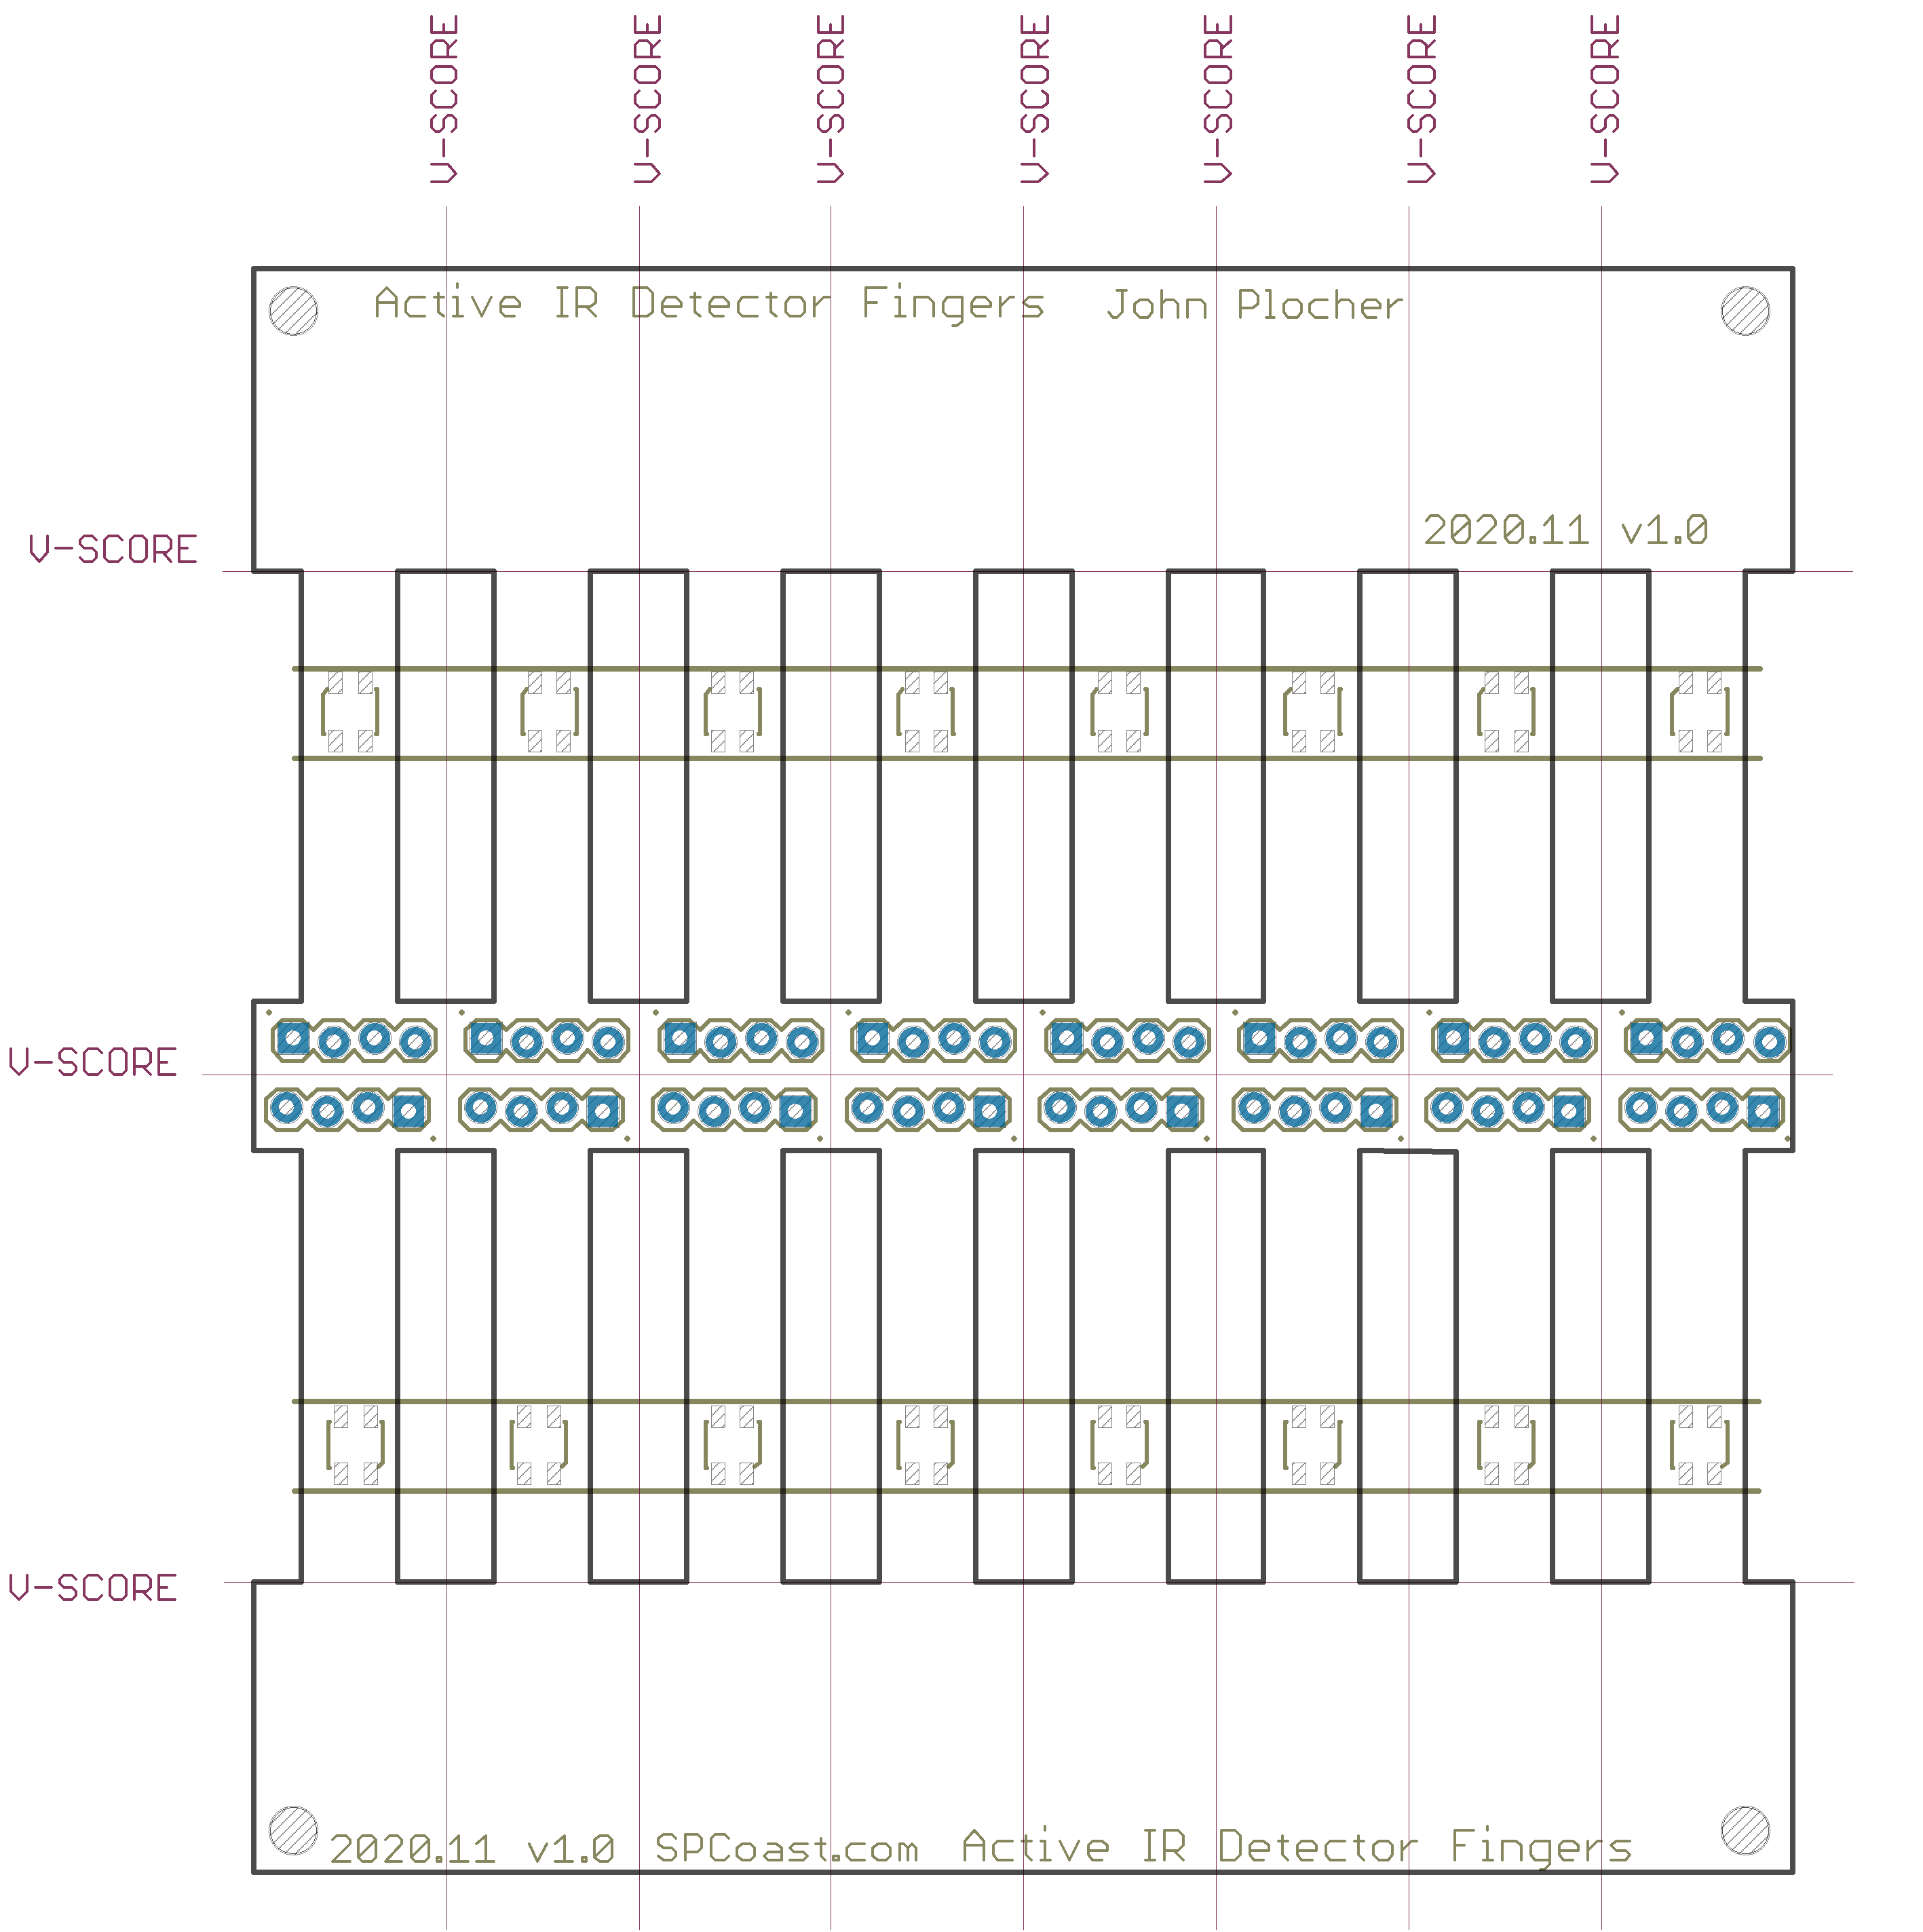 V-SCORE V-SCORE V-SCORE V-SCORE V-SCORE V-SCORE V-SCORE
Active IR Detector Fingers John Plocher
2020.11 v1.0
V-SCORE
V-SCORE
V-SCORE
2020.11 v1.0 SPCoast.com Active IR Detector Fingers